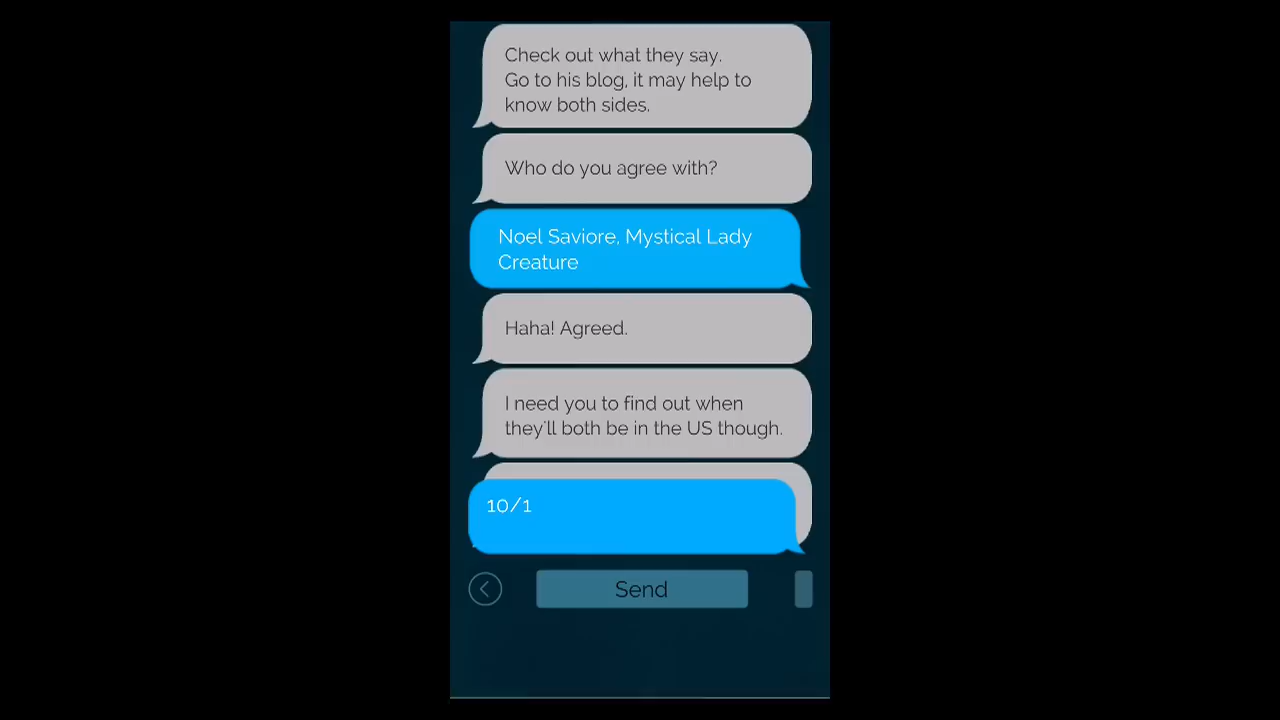 Check out what they say.
Go to his blog, it may help to
know both sides.
Who do you agree with?
Noel Saviore, Mystical Lady
Creature
Haha! Agreed.
I need you to find out when
they'll both be in the US though.
10/1
Send